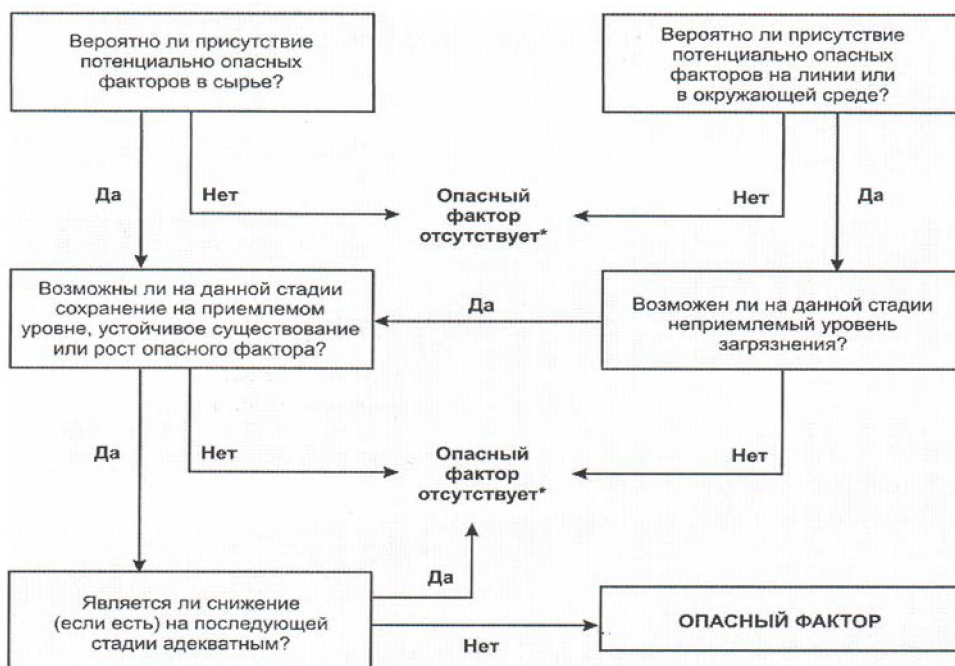 Вероятно ли присутствие
потенциально опасных
факторов в сырье?
Вероятно ли присутствие
потенциально опасных
факторов на линии или
в окружающей среде?
Да
Нет
Опасный
фактор
отсутствует*
Нет
Да
Возможны ли на данной стадии
сохранение на приемлемом
уровне, устойчивое существование
или рост опасного фактора?
Да
Возможен ли на данной стадии
неприемлемый уровень
загрязнения?
Да
Нет
Опасный
фактор
отсутствует*
Нет
Является ли снижение
(если есть) на последующей
стадии адекватным?
Да
Нет
ОПАСНЫЙ ФАКТОР